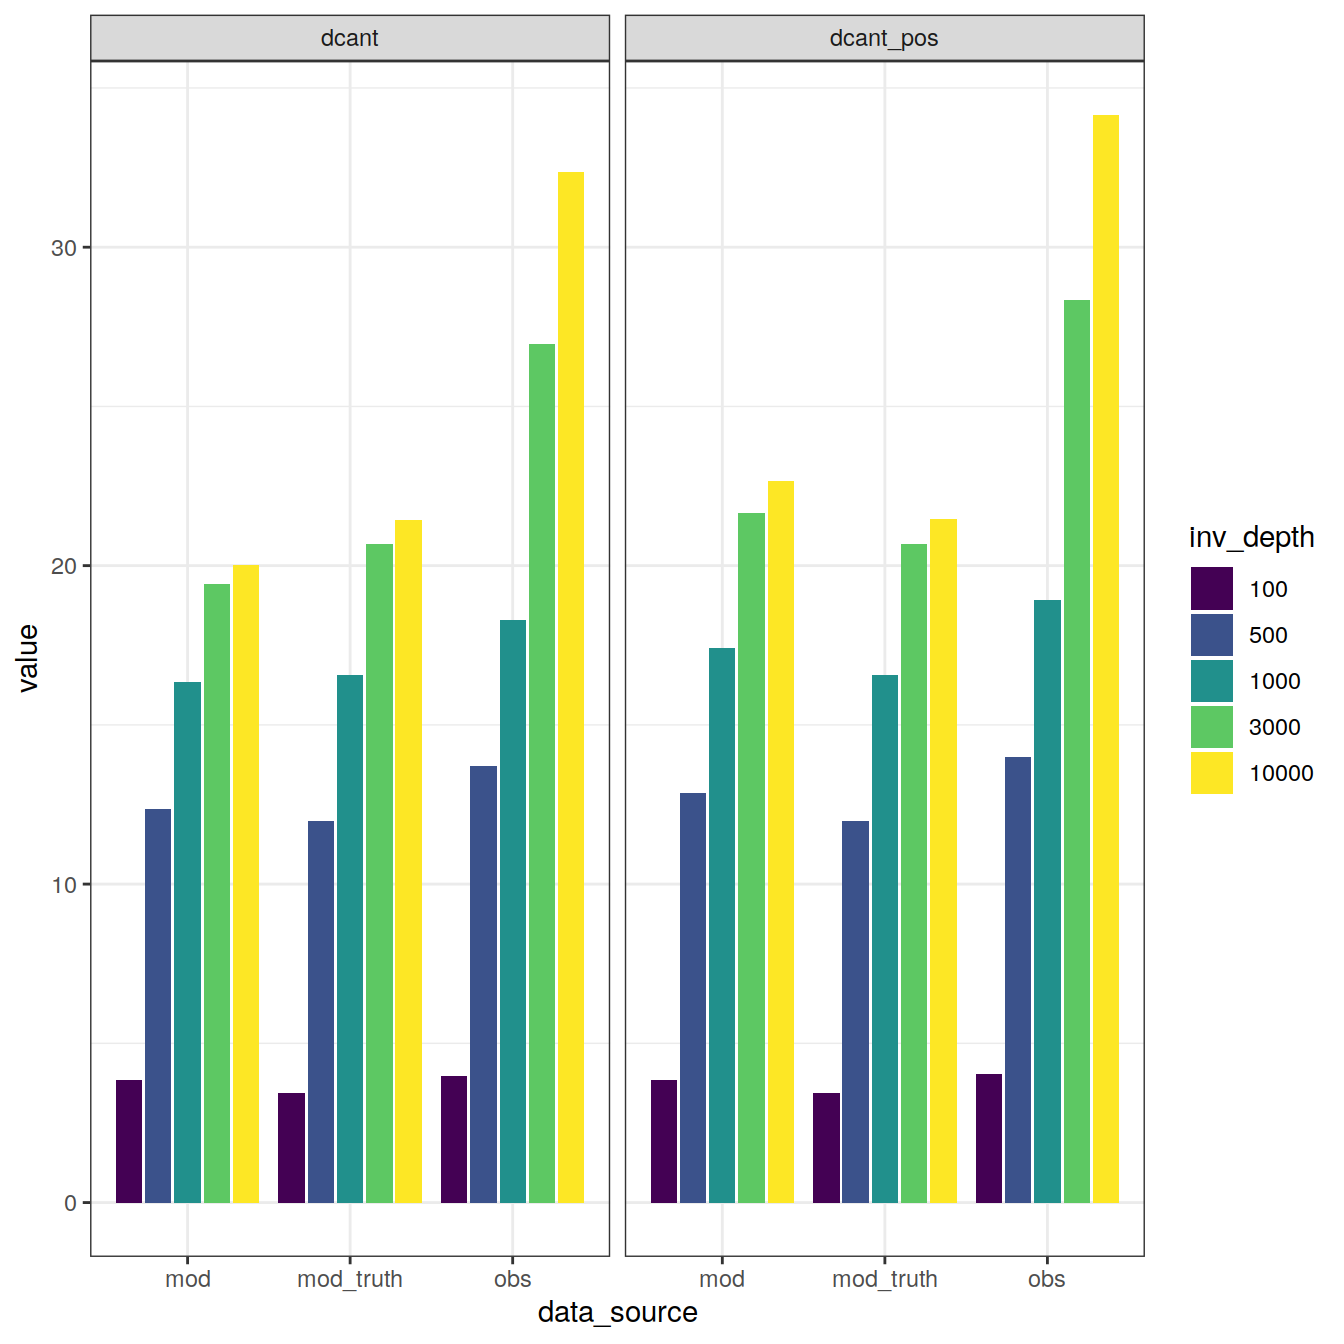 dcant
dcant_pos
value
30
20
10
0
mod
mod_truth
obs
mod
mod_truth
obs
data_source
inv_depth
100
500
1000
3000
10000